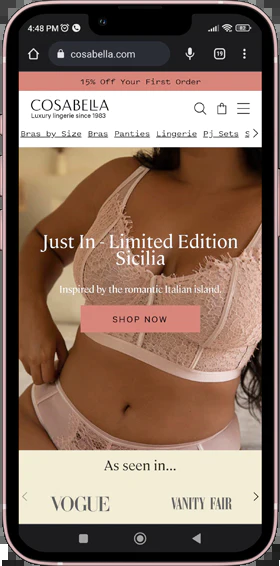 4:48 PM
19
cosabella.com
15% Off Your First Order
COSABELLA
Luxury lingerie since 1983
Bras by Size Bras Panties Lingerie Pj Sets S
Just In - Limited Edition
Sicilia
Inspired by the romantic Italian island.
SHOP NOW
As seen in...
VOGUE VANITY FAIR